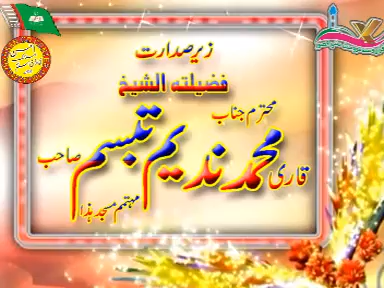 زیر صدارت
فضیلتہ الشیخ
محترم جناب
قاری محمد ندیم تبسم صاحب
مہتمم مسجد ہذا